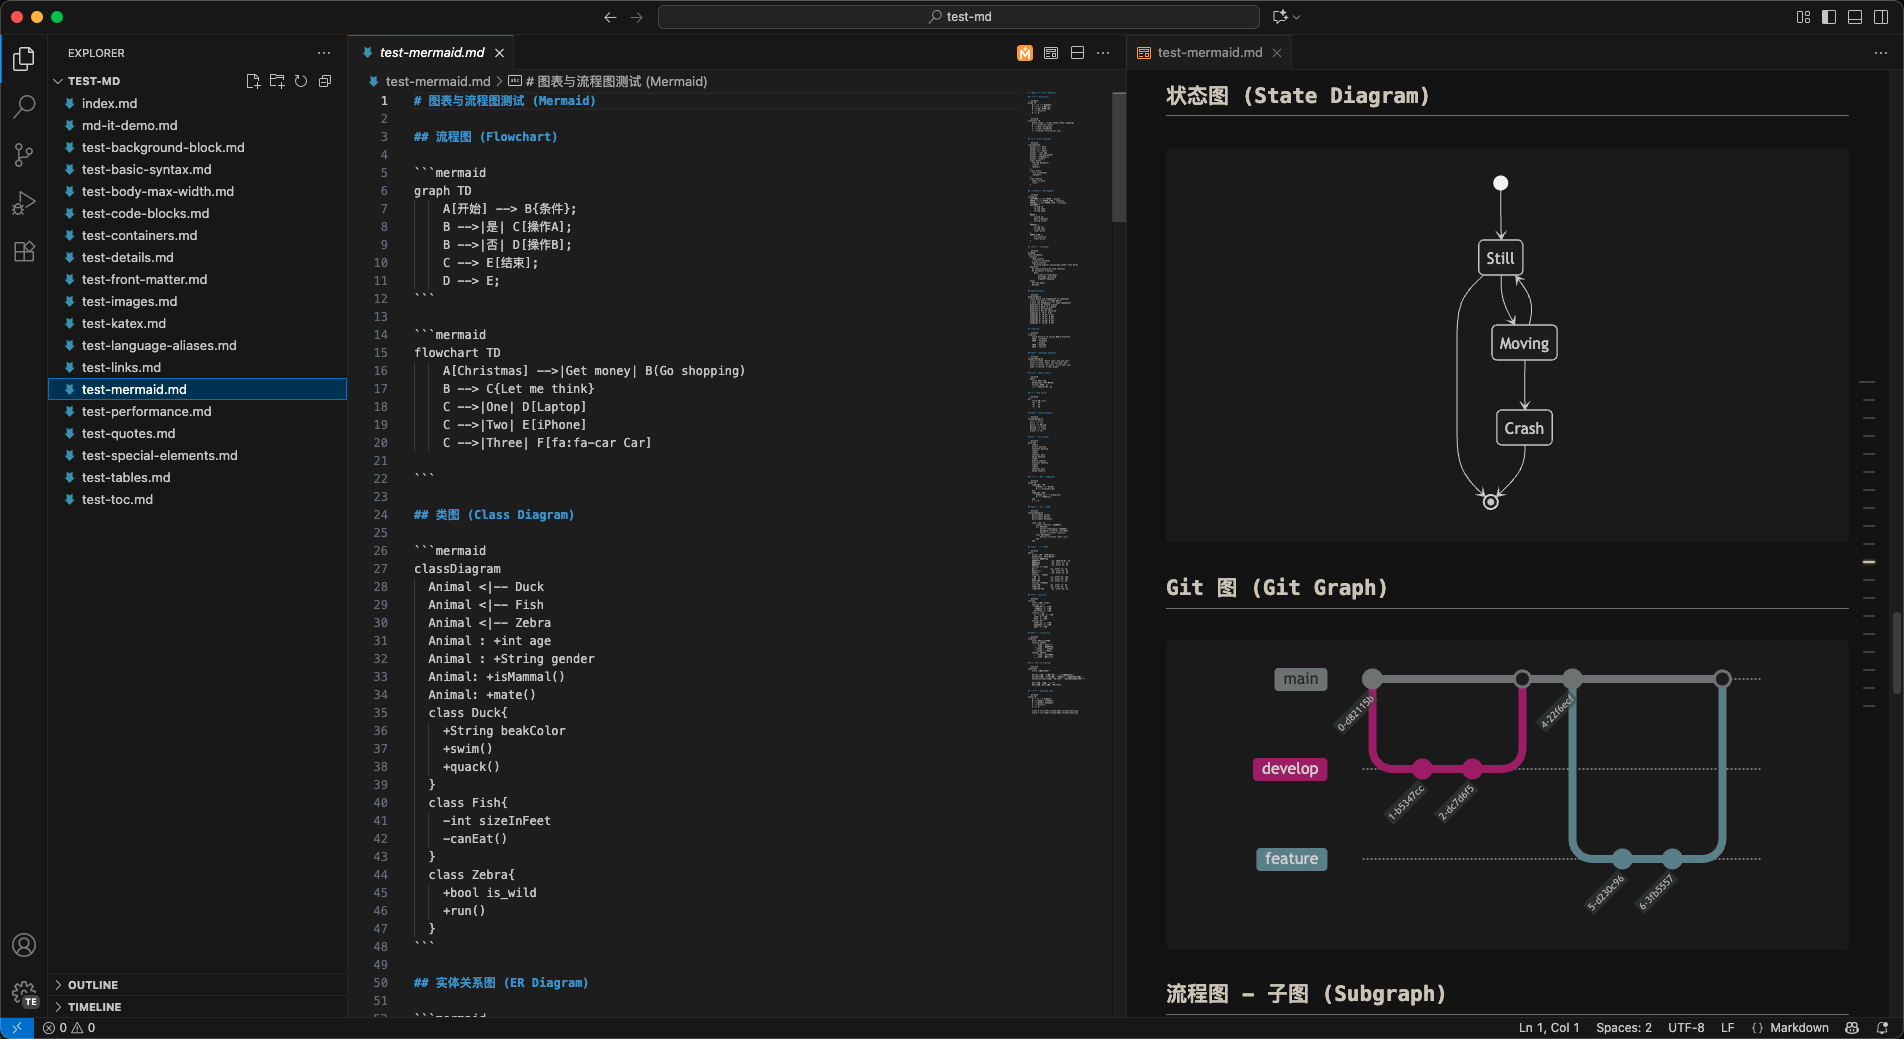 test-md
EXPLORER
TEST-MD
index.md
md-it-demo.md
test-background-block.md
test-basic-syntax.md
test-body-max-width.md
test-code-blocks.md
test-containers.md
test-details.md
test-front-matter.md
test-images.md
test-katex.md
test-language-aliases.md
test-links.md
test-mermaid.md
test-performance.md
test-quotes.md
test-special-elements.md
test-tables.md
test-toc.md
OUTLINE
TIMELINE
TE
test-mermaid.md
test-mermaid.md > # 图表与流程图测试 (Mermaid)
1 # 图表与流程图测试 (Mermaid)
2
3 ## 流程图 (Flowchart)
4
5 ```mermaid
6 graph TD
7 A[开始] --> B{条件};
8 B -->|是| C[操作A];
9 B -->|否| D[操作B];
10 C --> E[结束];
11 D --> E;
12 ```
13
14 ```mermaid
15 flowchart TD
16 A[Christmas] -->|Get money| B(Go shopping)
17 B --> C{Let me think}
18 C -->|One| D[Laptop]
19 C -->|Two| E[iPhone]
20 C -->|Three| F[fa:fa-car Car]
21
22 ```
23
24 ## 类图 (Class Diagram)
25
26 ```mermaid
27 classDiagram
28 Animal <|-- Duck
29 Animal <|-- Fish
30 Animal <|-- Zebra
31 Animal : +int age
32 Animal : +String gender
33 Animal: +isMammal()
34 Animal: +mate()
35 class Duck{
36 +String beakColor
37 +swim()
38 +quack()
39 }
40 class Fish{
41 -int sizeInFeet
42 -canEat()
43 }
44 class Zebra{
45 +bool is_wild
46 +run()
47 }
48 ```
49
50 ## 实体关系图 (ER Diagram)
51
52 ```mermaid
test-mermaid.md
状态图 (State Diagram)
Still
Moving
Crash
Git 图 (Git Graph)
main
0-d82115b
4-22f6ecf
develop
1-b5347cc
2-dc7d6f5
feature
5-d230c96
6-3fb5557
流程图 - 子图 (Subgraph)
0 0
Ln 1, Col 1
Spaces: 2
UTF-8
LF
{} Markdown